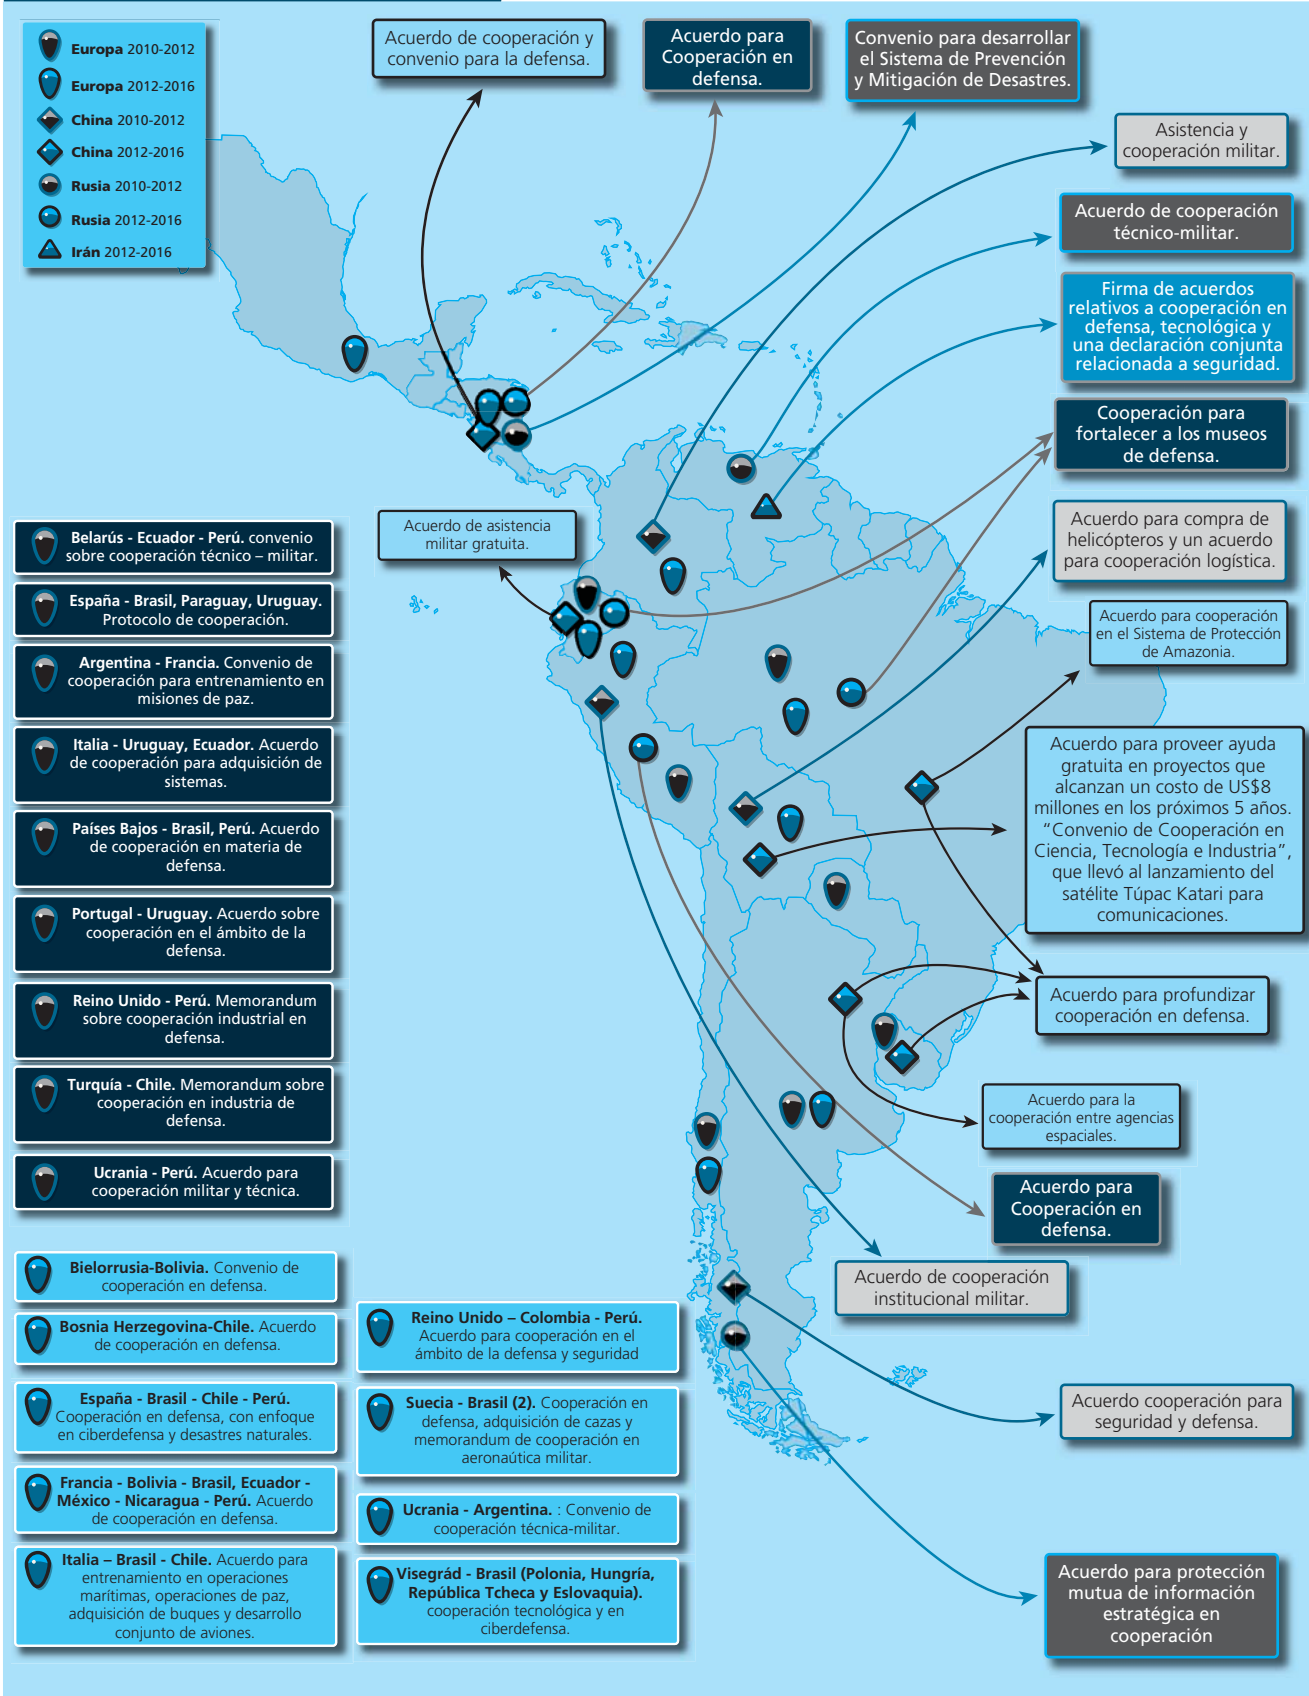 Europa 2010-2012
Europa 2012-2016
China 2010-2012
China 2012-2016
Rusia 2010-2012
Rusia 2012-2016
Irán 2012-2016
Acuerdo de cooperación y
convenio para la defensa.
Acuerdo para
Cooperación en
defensa.
Convenio para desarrollar
el Sistema de Prevención
y Mitigación de Desastres.
Asistencia y
cooperación militar.
Acuerdo de cooperación
técnico-militar.
Firma de acuerdos
relativos a cooperación en
defensa, tecnológica y
una declaración conjunta
relacionada a seguridad.
Cooperación para
fortalecer a los museos
de defensa.
Acuerdo para compra de
helicópteros y un acuerdo
para cooperación logística.
Acuerdo para cooperación
en el Sistema de Protección
de Amazonia.
Acuerdo para proveer ayuda
gratuita en proyectos que
alcanzan un costo de US$8
millones en los próximos 5 años.
“Convenio de Cooperación en
Ciencia, Tecnología e Industria”,
que llevó al lanzamiento del
satélite Túpac Katari para
comunicaciones.
Acuerdo para profundizar
cooperación en defensa.
Acuerdo para la
cooperación entre agencias
espaciales.
Acuerdo para
Cooperación en
defensa.
Acuerdo de cooperación
institucional militar.
Acuerdo cooperación para
seguridad y defensa.
Acuerdo para protección
mutua de información
estratégica en
cooperación
Acuerdo de asistencia
militar gratuita.
Belarús - Ecuador - Perú. convenio
sobre cooperación técnico – militar.
España - Brasil, Paraguay, Uruguay.
Protocolo de cooperación.
Argentina - Francia. Convenio de
cooperación para entrenamiento en
misiones de paz.
Italia - Uruguay, Ecuador. Acuerdo
de cooperación para adquisición de
sistemas.
Países Bajos - Brasil, Perú. Acuerdo
de cooperación en materia de
defensa.
Portugal - Uruguay. Acuerdo sobre
cooperación en el ámbito de la
defensa.
Reino Unido - Perú. Memorandum
sobre cooperación industrial en
defensa.
Turquía - Chile. Memorandum sobre
cooperación en industria de
defensa.
Ucrania - Perú. Acuerdo para
cooperación militar y técnica.
Bielorrusia-Bolivia. Convenio de
cooperación en defensa.
Bosnia Herzegovina-Chile. Acuerdo
de cooperación en defensa.
España - Brasil - Chile - Perú.
Cooperación en defensa, con enfoque
en ciberdefensa y desastres naturales.
Francia - Bolivia - Brasil, Ecuador -
México - Nicaragua - Perú. Acuerdo
de cooperación en defensa.
Italia – Brasil - Chile. Acuerdo para
entrenamiento en operaciones
marítimas, operaciones de paz,
adquisición de buques y desarrollo
conjunto de aviones.
Reino Unido – Colombia - Perú.
Acuerdo para cooperación en el
ámbito de la defensa y seguridad
Suecia - Brasil (2). Cooperación en
defensa, adquisición de cazas y
memorandum de cooperación en
aeronaútica militar.
Ucrania - Argentina. : Convenio de
cooperación técnica-militar.
Visegrád - Brasil (Polonia, Hungría,
República Tcheca y Eslovaquia).
cooperación tecnológica y en
ciberdefensa.